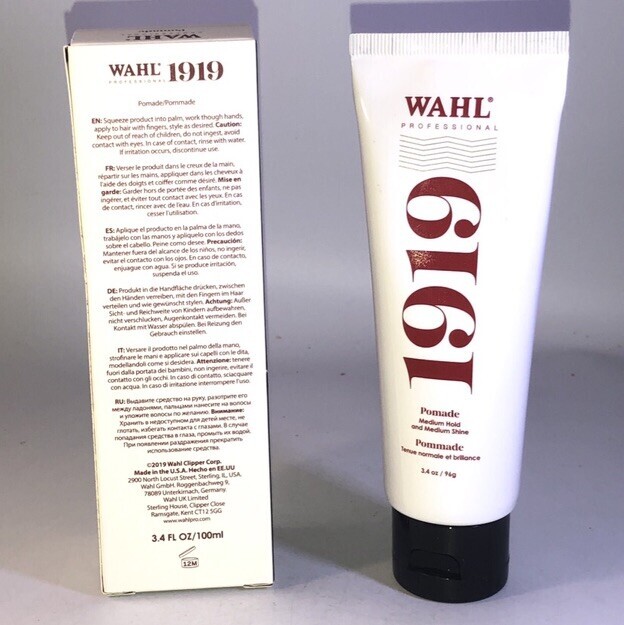 WAHL
Pomade
WAHL® 1919
PROFESSIONAL
Pomade/Pommade
EN: Squeeze product into palm, work though hands,
apply to hair with fingers, style as desired. Caution:
Keep out of reach of children, do not ingest, avoid
contact with eyes. In case of contact, rinse with water.
If irritation occurs, discontinue use.
FR: Verser le produit dans le creux de la main,
répartir sur les mains, appliquer dans les cheveux à
l'aide des doigts et coiffer comme désiré. Mise en
garde: Garder hors de portée des enfants, ne pas
ingérer, et éviter tout contact avec les yeux. En cas
de contact, rincer avec de l'eau. En cas d'irritation,
cesser l'utilisation.
ES: Aplique el producto en la palma de la mano,
trabájelo con las manos y aplíquelo con los dedos
sobre el cabello. Peine como desee. Precaución:
Mantener fuera del alcance de los niños, no ingerir,
evitar el contacto con los ojos. En caso de contacto,
enjuague con agua. Si se produce irritación,
suspenda el uso.
DE: Produkt in die Handfläche drücken, zwischen
den Händen verreiben, mit den Fingern im Haar
verteilen und wie gewünscht stylen. Achtung: Außer
Sicht- und Reichweite von Kindern aufbewahren,
nicht verschlucken, Augenkontakt vermeiden. Bei
Kontakt mit Wasser abspülen. Bei Reizung den
Gebrauch einstellen.
IT: Versare il prodotto nel palmo della mano,
strofinare le mani e applicare sui capelli con le dita,
modellandoli come si desidera. Attenzione: tenere
fuori dalla portata dei bambini, non ingerire, evitare il
contatto con gli occhi. In caso di contatto, sciacquare
con acqua. In caso di irritazione interrompere l'uso.
RU: Выдавите средство на руку, разотрите его
между ладонями, пальцами нанесите на волосы
и уложите волосы по желанию. Внимание:
Хранить в недоступном для детей месте, не
глотать, избегать контакта с глазами. В случае
попадания средства в глаза, промыть их водой.
При появлении раздражения прекратить
использование средства.
©2019 Wahl Clipper Corp.
Made in the U.S.A. Hecho en EE.UU
2900 North Locust Street, Sterling, IL, USA.
Wahl GmbH. Roggenbachweg 9,
78089 Unterkirnach, Germany
Wahl UK Limited
Sterling House, Clipper Close
Ramsgate, Kent CT12 5GG
www.wahlpro.com
3.4 FL OZ/100ml
12M
WAHL®
PROFESSIONAL
1919
Pomade
Medium Hold
and Medium Shine
Pommade
Tenue normale et brillance
3.4 oz / 96g